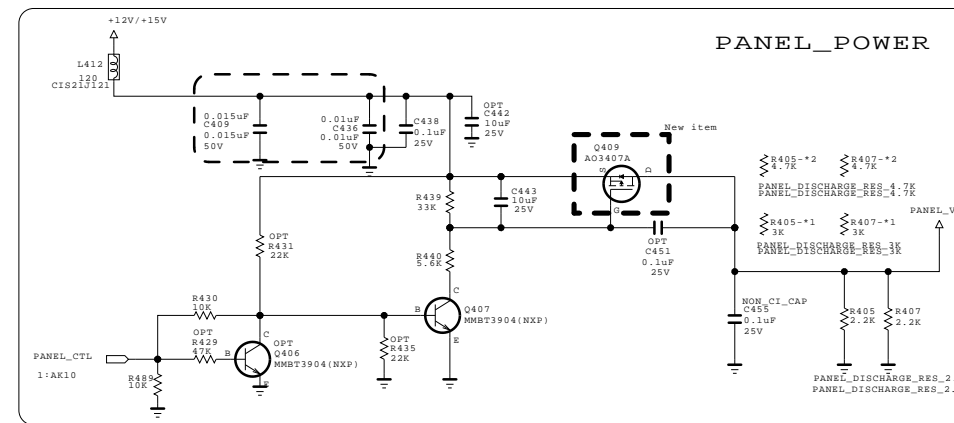 +12V/+15V
PANEL_POWER
L412
120
CIS21J121
0.015uF
C409
0.015uF
50V
0.01uF
C436
0.01uF
50V
C438
0.1uF
25V
OPT
C442
10uF
25V
New item
Q409
AO3407A
S
D
G
R405-*2
4.7K
R407-*2
4.7K
PANEL_DISCHARGE_RES_4.7K
PANEL_DISCHARGE_RES_4.7K
R405-*1
3K
R407-*1
3K
PANEL_DISCHARGE_RES_3K
PANEL_DISCHARGE_RES_3K
PANEL_V
R439
33K
C443
10uF
25V
OPT
R431
22K
R440
5.6K
OPT
C451
0.1uF
25V
R430
10K
C
B
Q407
MMBT3904(NXP)
E
NON_CI_CAP
C455
0.1uF
25V
R405
2.2K
R407
2.2K
OPT
R429
47K
PANEL_CTL
1:AK10
B
C
OPT
Q406
MMBT3904(NXP)
E
OPT
R435
22K
R489
10K
PANEL_DISCHARGE_RES_2.
PANEL_DISCHARGE_RES_2.